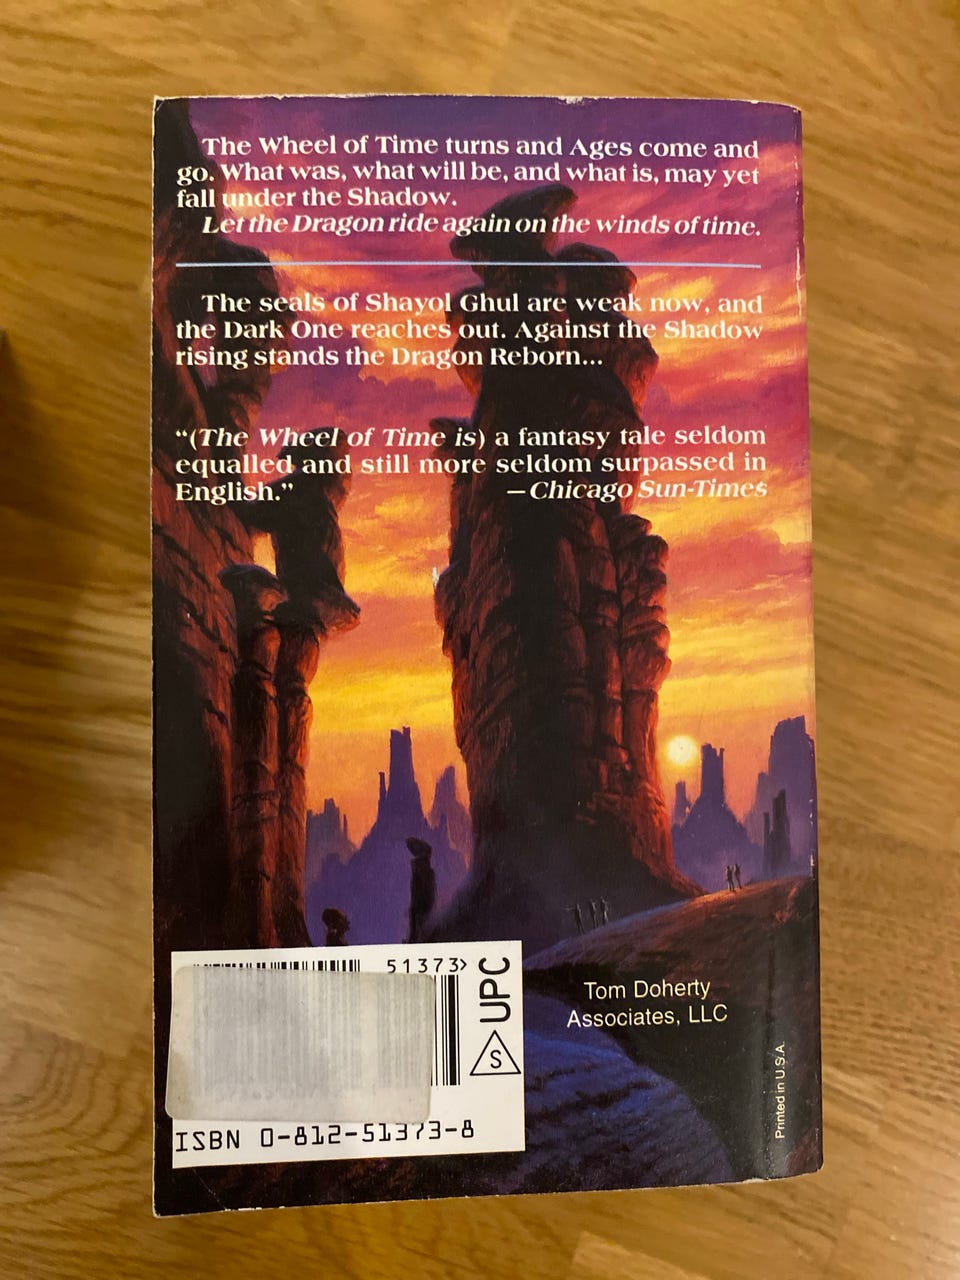 The Wheel of Time turns and Ages come and
go. What was, what will be, and what is, may yet
fall under the Shadow.
Let the Dragon ride again on the winds of time.
The seals of Shayol Ghul are weak now, and
the Dark One reaches out. Against the Shadow
rising stands the Dragon Reborn...
“(The Wheel of Time is) a fantasy tale seldom
equalled and still more seldom surpassed in
English.” —Chicago Sun-Times
51373>
UPC
S
ISBN 0-812-51373-8
Tom Doherty
Associates, LLC
Printed in U.S.A.